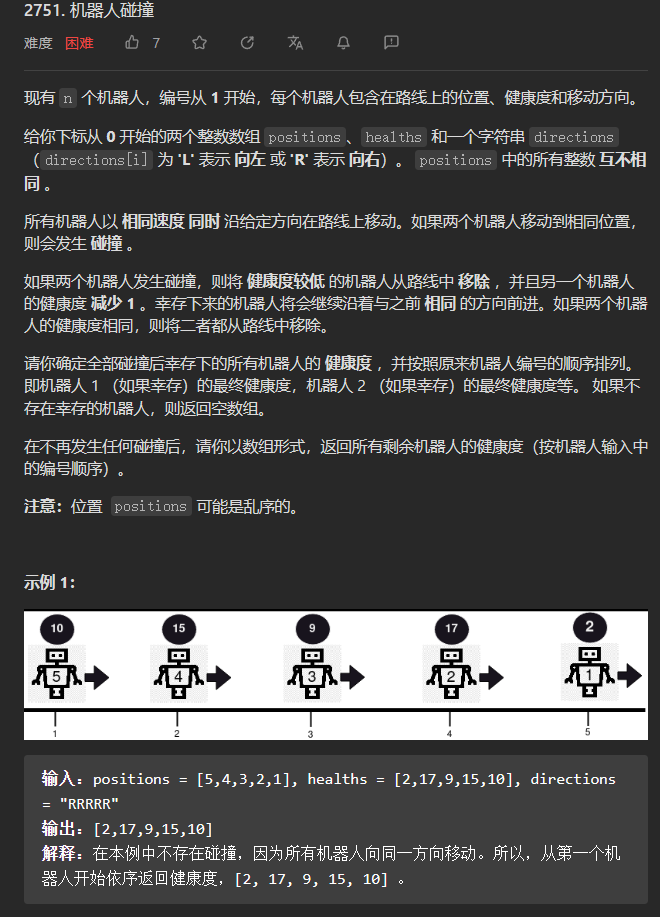 2751. 机器人碰撞
难度 困难 7
现有 n 个机器人，编号从 1 开始，每个机器人包含在路线上的位置、健康度和移动方向。
给你下标从 0 开始的两个整数数组 positions、healths 和一个字符串 directions
（directions[i] 为 'L' 表示 向左 或 'R' 表示 向右）。 positions 中的所有整数 互不相
同 。
所有机器人以 相同速度 同时 沿给定方向在路线上移动。如果两个机器人移动到相同位置，
则会发生 碰撞 。
如果两个机器人发生碰撞，则将 健康度较低 的机器人从路线中 移除 ，并且另一个机器人
的健康度 减少 1 。幸存下来的机器人将会继续沿着与之前 相同 的方向前进。如果两个机器
人的健康度相同，则将二者都从路线中移除。
请你确定全部碰撞后幸存下的所有机器人的 健康度 ，并按照原来机器人编号的顺序排列。
即机器人 1 （如果幸存）的最终健康度，机器人 2 （如果幸存）的最终健康度等。 如果不
存在幸存的机器人，则返回空数组。
在不再发生任何碰撞后，请你以数组形式，返回所有剩余机器人的健康度（按机器人输入中
的编号顺序）。
注意：位置 positions 可能是乱序的。
示例 1：
10 15 9 17 2
5 4 3 2 1
1 2 3 4 5
输入：positions = [5,4,3,2,1], healths = [2,17,9,15,10], directions
= "RRRRR"
输出：[2,17,9,15,10]
解释：在本例中不存在碰撞，因为所有机器人向同一方向移动。所以，从第一个机
器人开始依序返回健康度，[2, 17, 9, 15, 10] 。